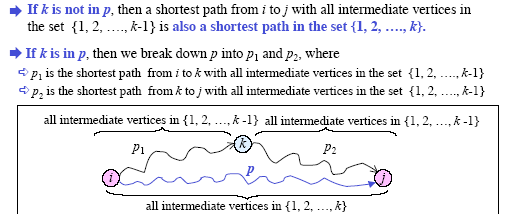 If k is not in p, then a shortest path from i to j with all intermediate vertices in
the set {1, 2, …., k-1} is also a shortest path in the set {1, 2, …., k}.
If k is in p, then we break down p into p1 and p2, where
p1 is the shortest path from i to k with all intermediate vertices in the set {1, 2, …., k-1}
p2 is the shortest path from k to j with all intermediate vertices in the set {1, 2, …., k-1}
all intermediate vertices in {1, 2, …, k -1} all intermediate vertices in {1, 2, …, k -1}
p1 k p2
i p j
all intermediate vertices in {1, 2, …, k}